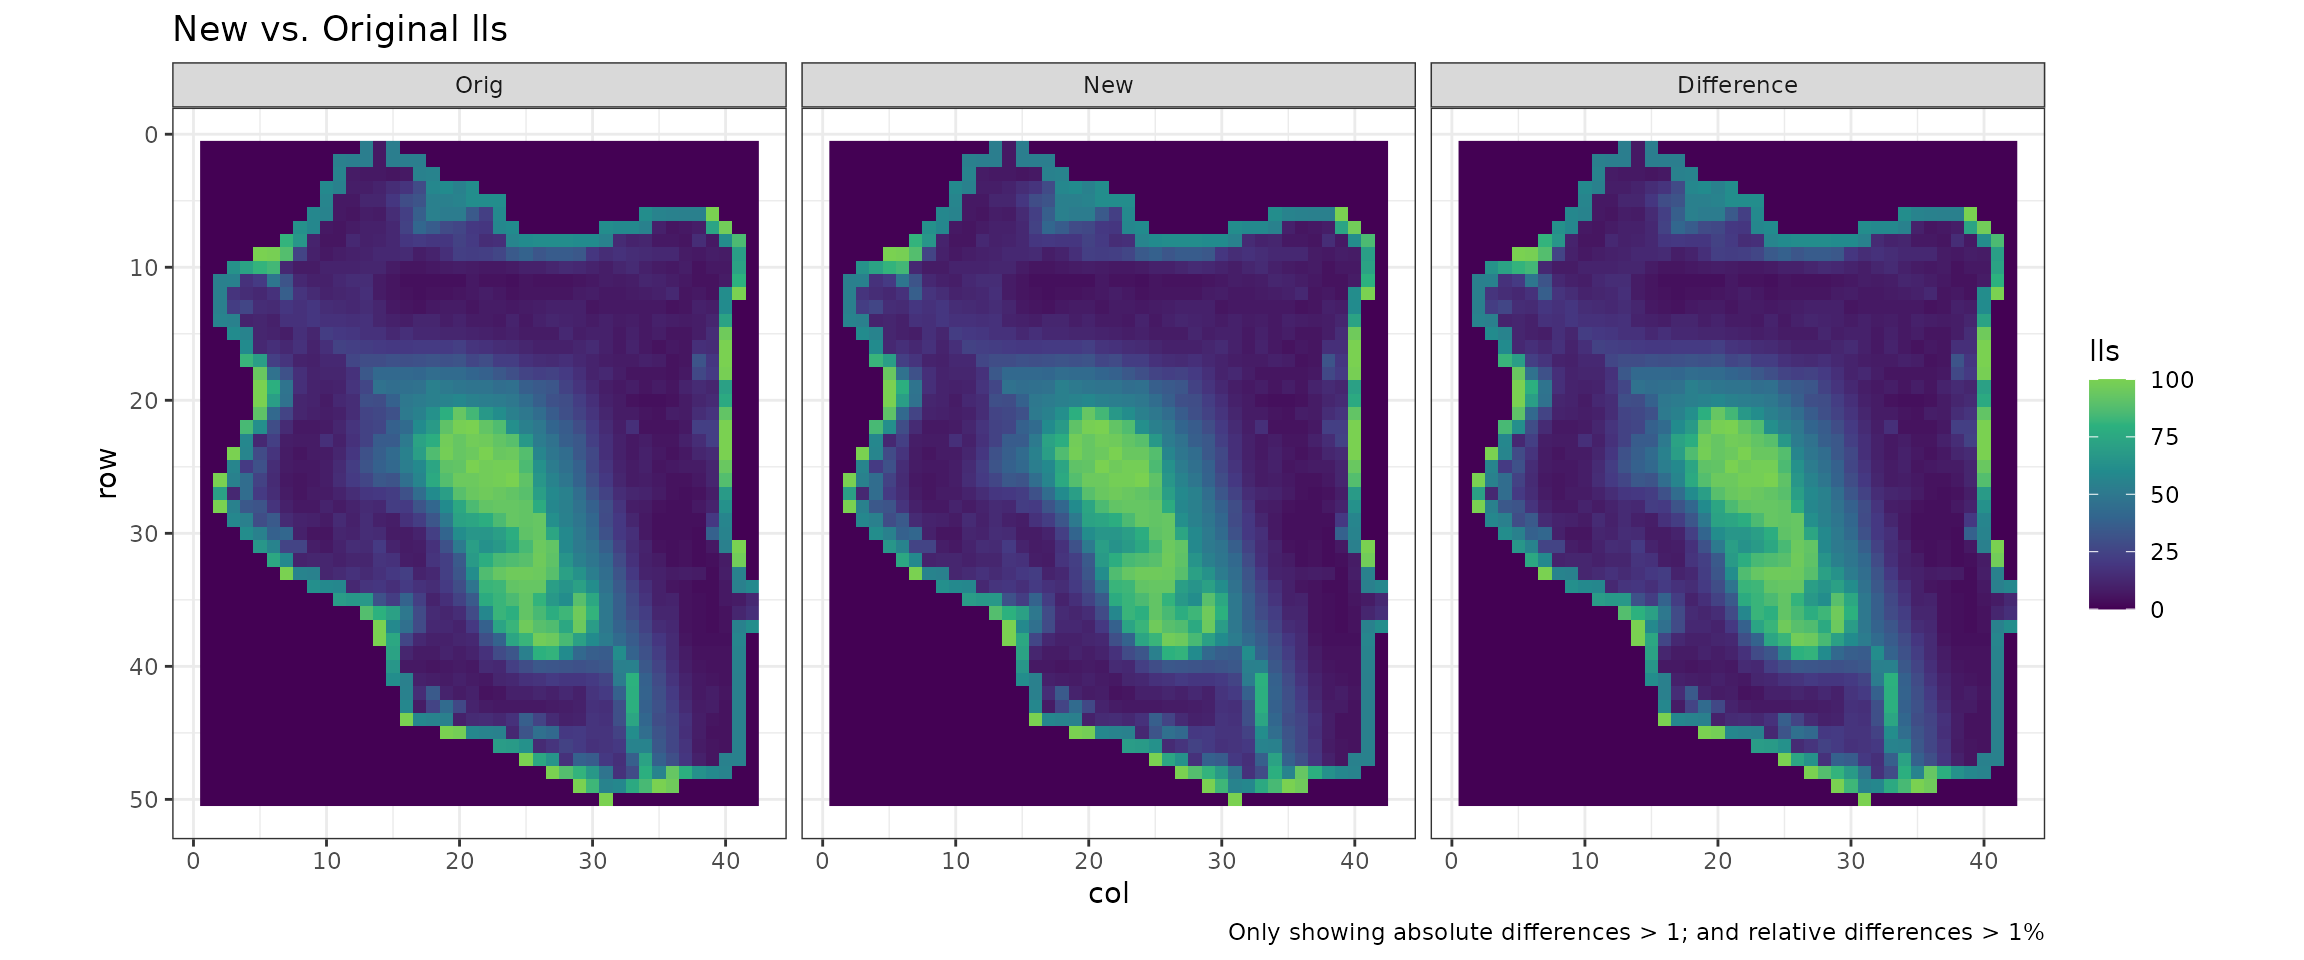 New vs. Original lls
Orig
New
Difference
0
10
20
30
40
50
row
0 10 20 30 40
0 10 20 30 40
0 10 20 30 40
col
lls
100
75
50
25
0
Only showing absolute differences > 1; and relative differences > 1%